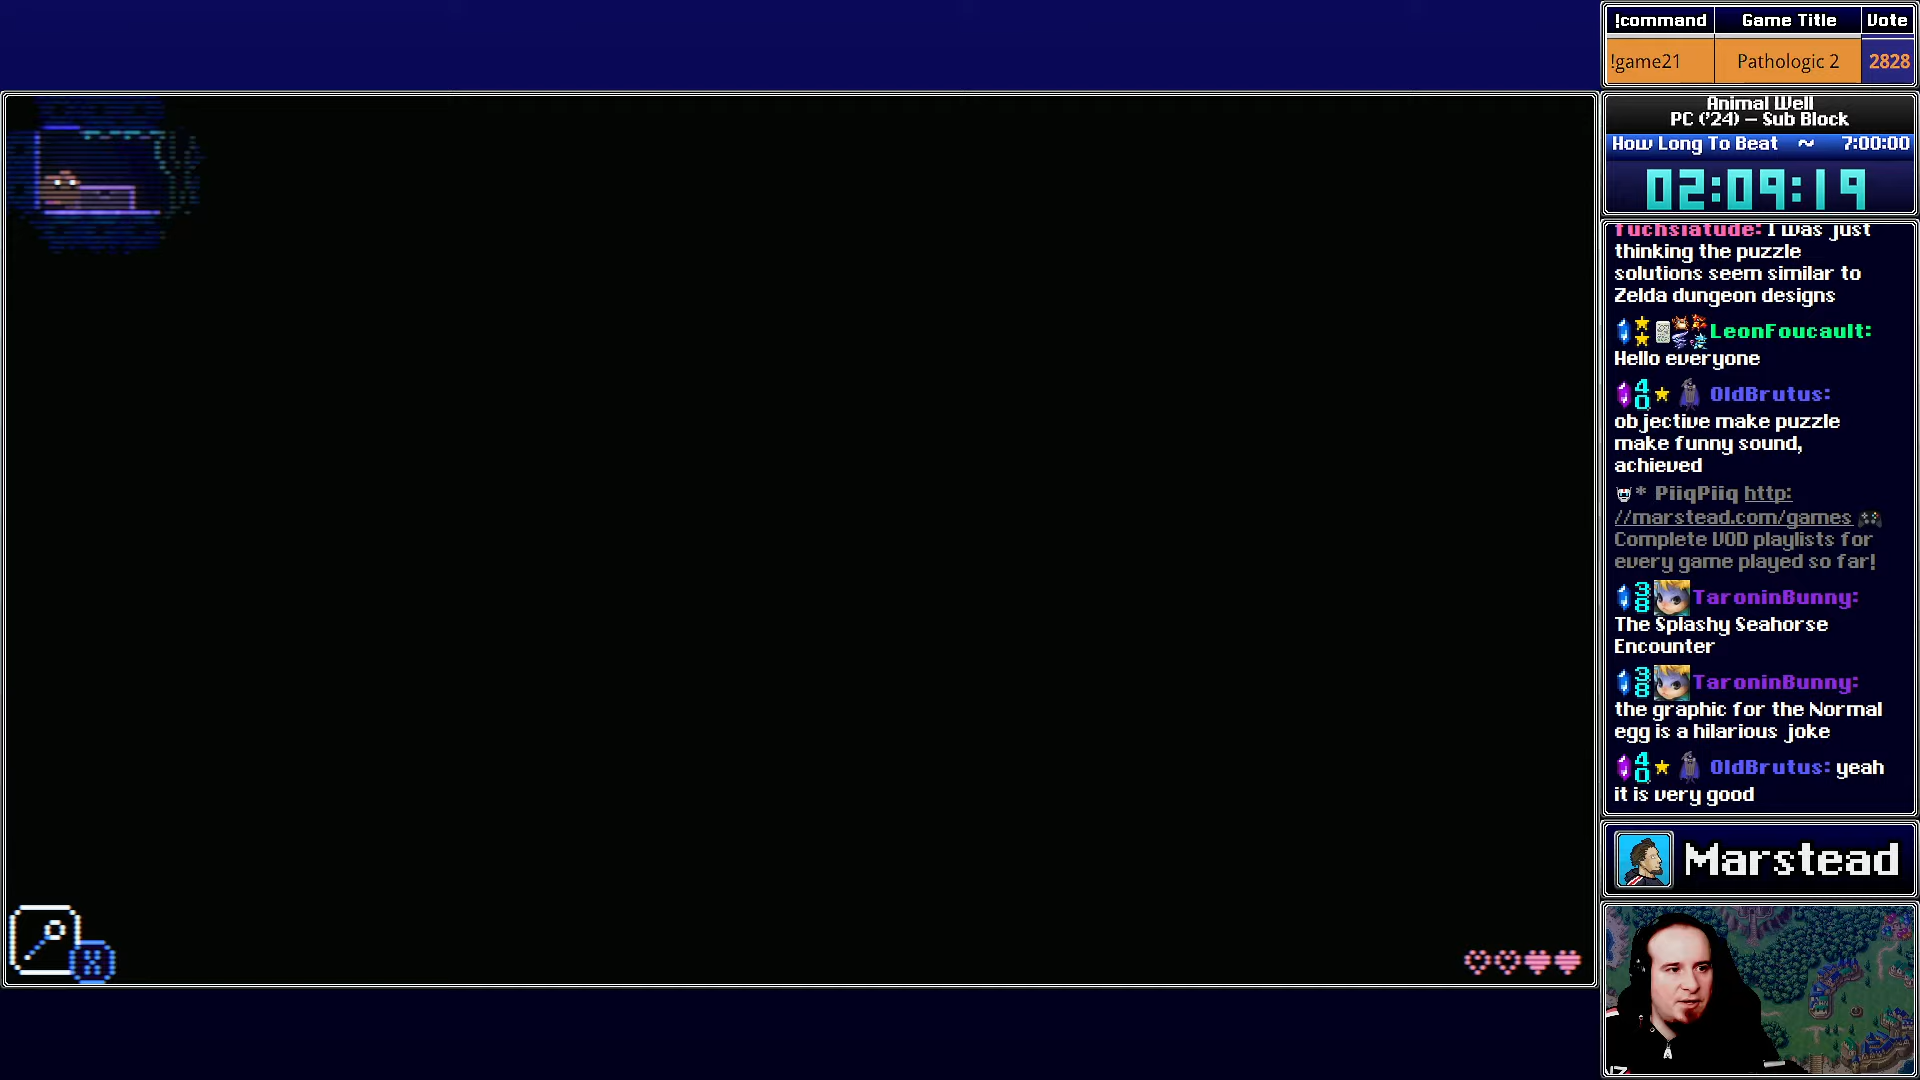 !command Game Title Vote
!game21 Pathologic 2 2828
Animal Well
PC ('24) – Sub Block
How Long To Beat ~ 7:00:00
02:09:19
fuchsiatude: I was just
thinking the puzzle
solutions seem similar to
Zelda dungeon designs
LeonFoucault:
Hello everyone
40 OldBrutus:
objective make puzzle
make funny sound,
achieved
* PiiqPiiq http:
//marstead.com/games
Complete VOD playlists for
every game played so far!
38 TaroninBunny:
The Splashy Seahorse
Encounter
38 TaroninBunny:
the graphic for the Normal
egg is a hilarious joke
40 OldBrutus: yeah
it is very good
Marstead
X